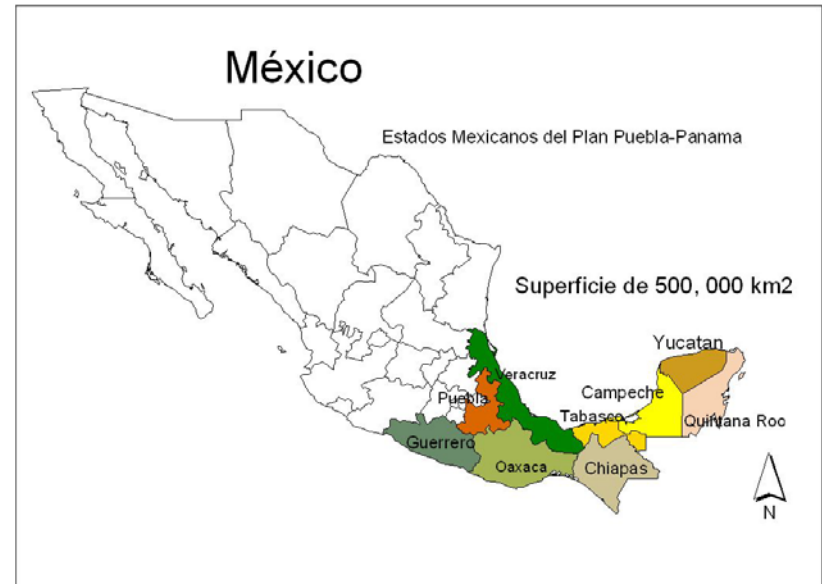 México
Estados Mexicanos del Plan Puebla-Panama
Superficie de 500, 000 km2
Yucatan
Veracruz
Campeche
Puebla
Tabasco
Quintana Roo
Guerrero
Oaxaca
Chiapas
N